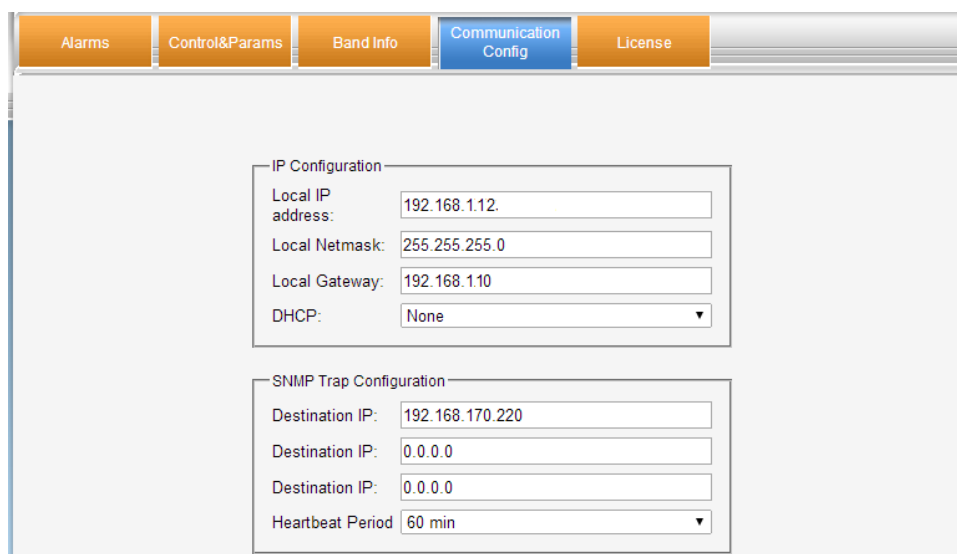 Alarms
Control&Params
Band Info
Communication
Config
License
IP Configuration
Local IP
address:
192.168.1.12.
Local Netmask:
255.255.255.0
Local Gateway:
192.168.1.10
DHCP:
None
SNMP Trap Configuration
Destination IP:
192.168.170.220
Destination IP:
0.0.0.0
Destination IP:
0.0.0.0
Heartbeat Period
60 min